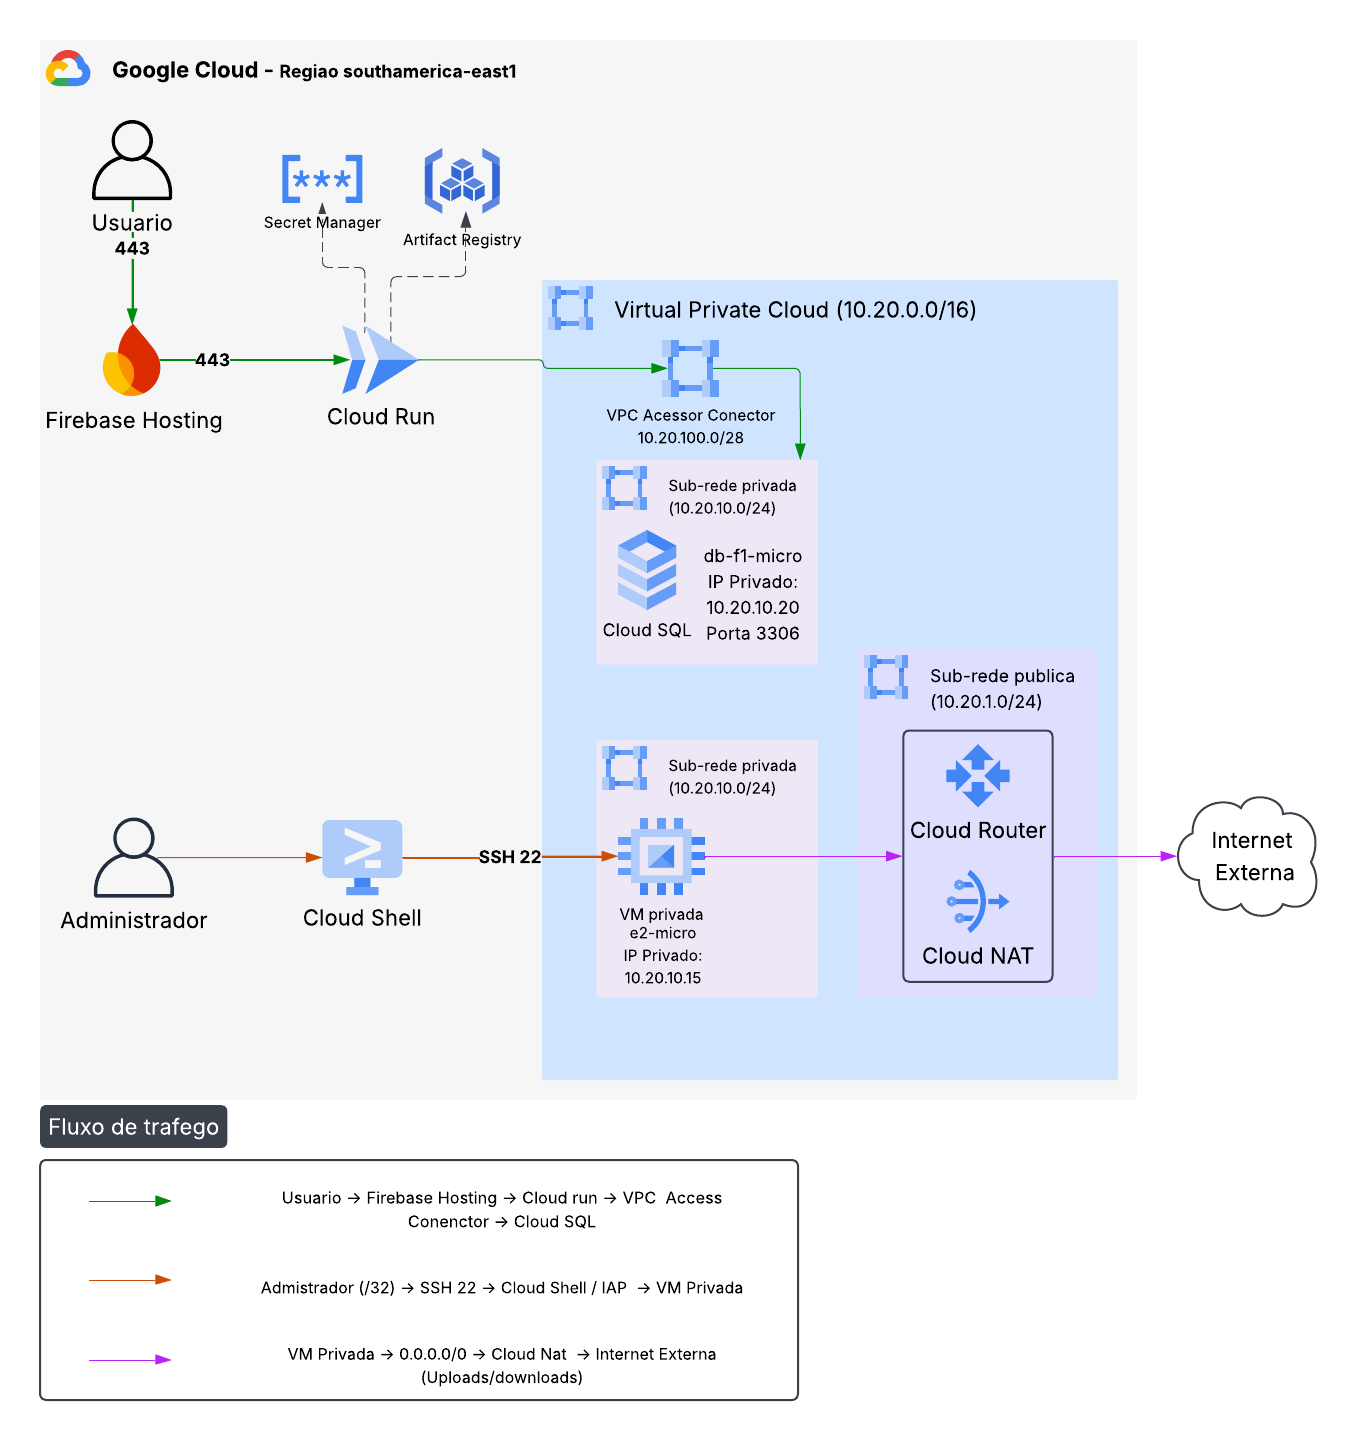 Google Cloud - Regiao southamerica-east1
Usuario
443
Secret Manager
Artifact Registry
Firebase Hosting
443
Cloud Run
Virtual Private Cloud (10.20.0.0/16)
VPC Acessor Conector
10.20.100.0/28
Sub-rede privada
(10.20.10.0/24)
Cloud SQL
db-f1-micro
IP Privado:
10.20.10.20
Porta 3306
Sub-rede publica
(10.20.1.0/24)
Cloud Router
Cloud NAT
Sub-rede privada
(10.20.10.0/24)
VM privada
e2-micro
IP Privado:
10.20.10.15
Administrador
Cloud Shell
SSH 22
Internet
Externa
Fluxo de trafego
Usuario → Firebase Hosting → Cloud run → VPC Access
Conenctor → Cloud SQL
Admistrador (/32) → SSH 22 → Cloud Shell / IAP → VM Privada
VM Privada → 0.0.0.0/0 → Cloud Nat → Internet Externa
(Uploads/downloads)